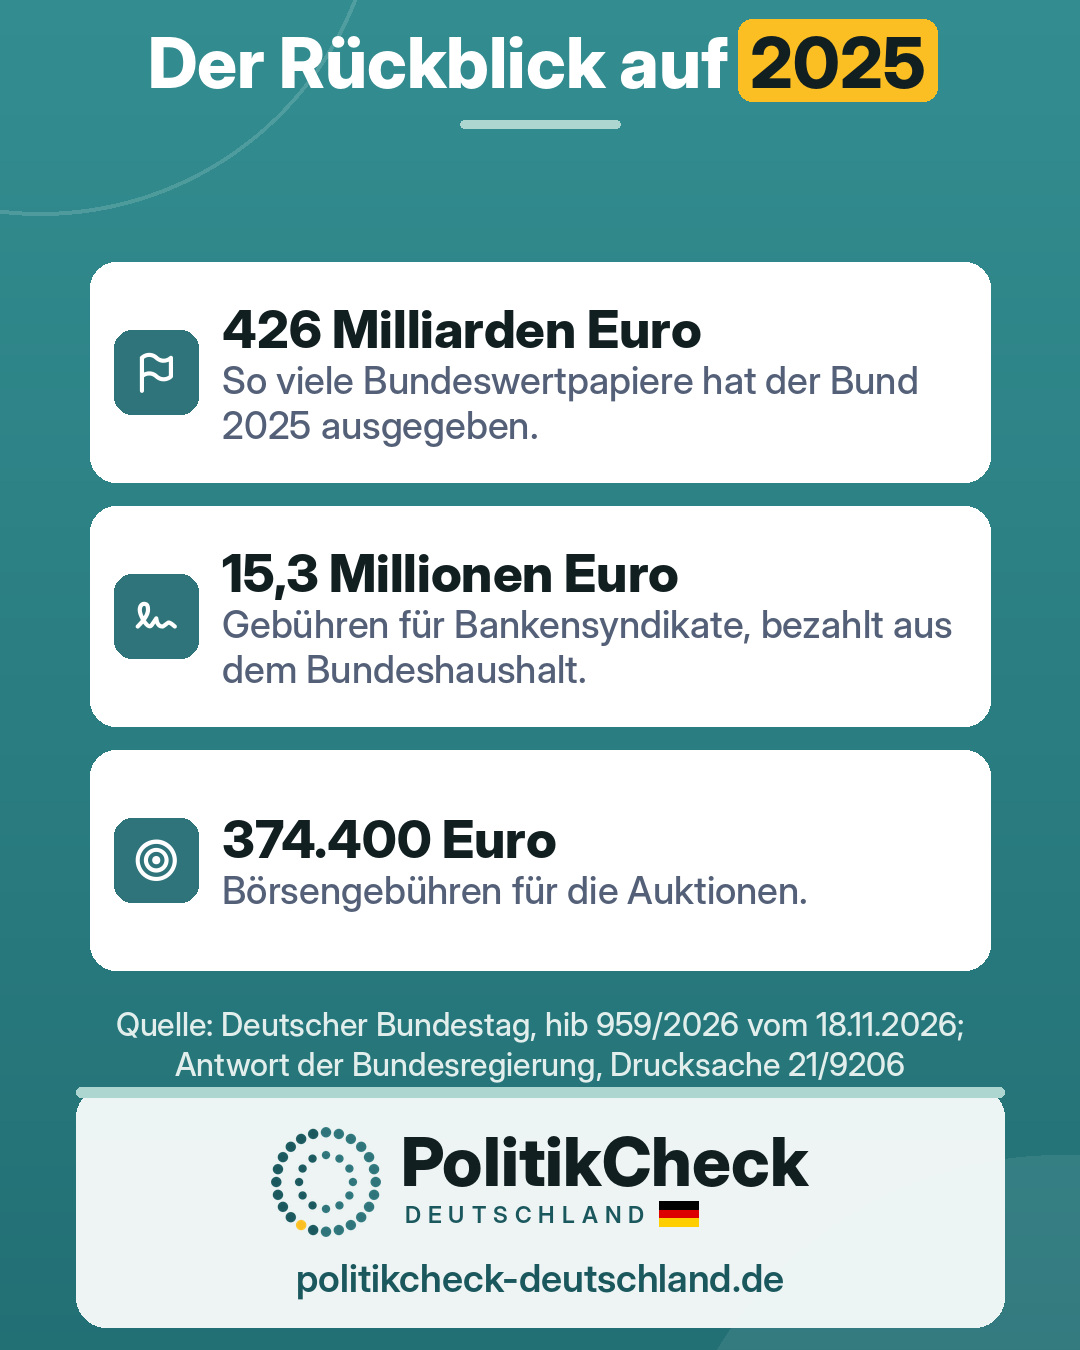 Der Rückblick auf 2025
426 Milliarden Euro
So viele Bundeswertpapiere hat der Bund
2025 ausgegeben.
15,3 Millionen Euro
Gebühren für Bankensyndikate, bezahlt aus
dem Bundeshaushalt.
374.400 Euro
Börsengebühren für die Auktionen.
Quelle: Deutscher Bundestag, hib 959/2026 vom 18.11.2026;
Antwort der Bundesregierung, Drucksache 21/9206
PolitikCheck
DEUTSCHLAND
politikcheck-deutschland.de